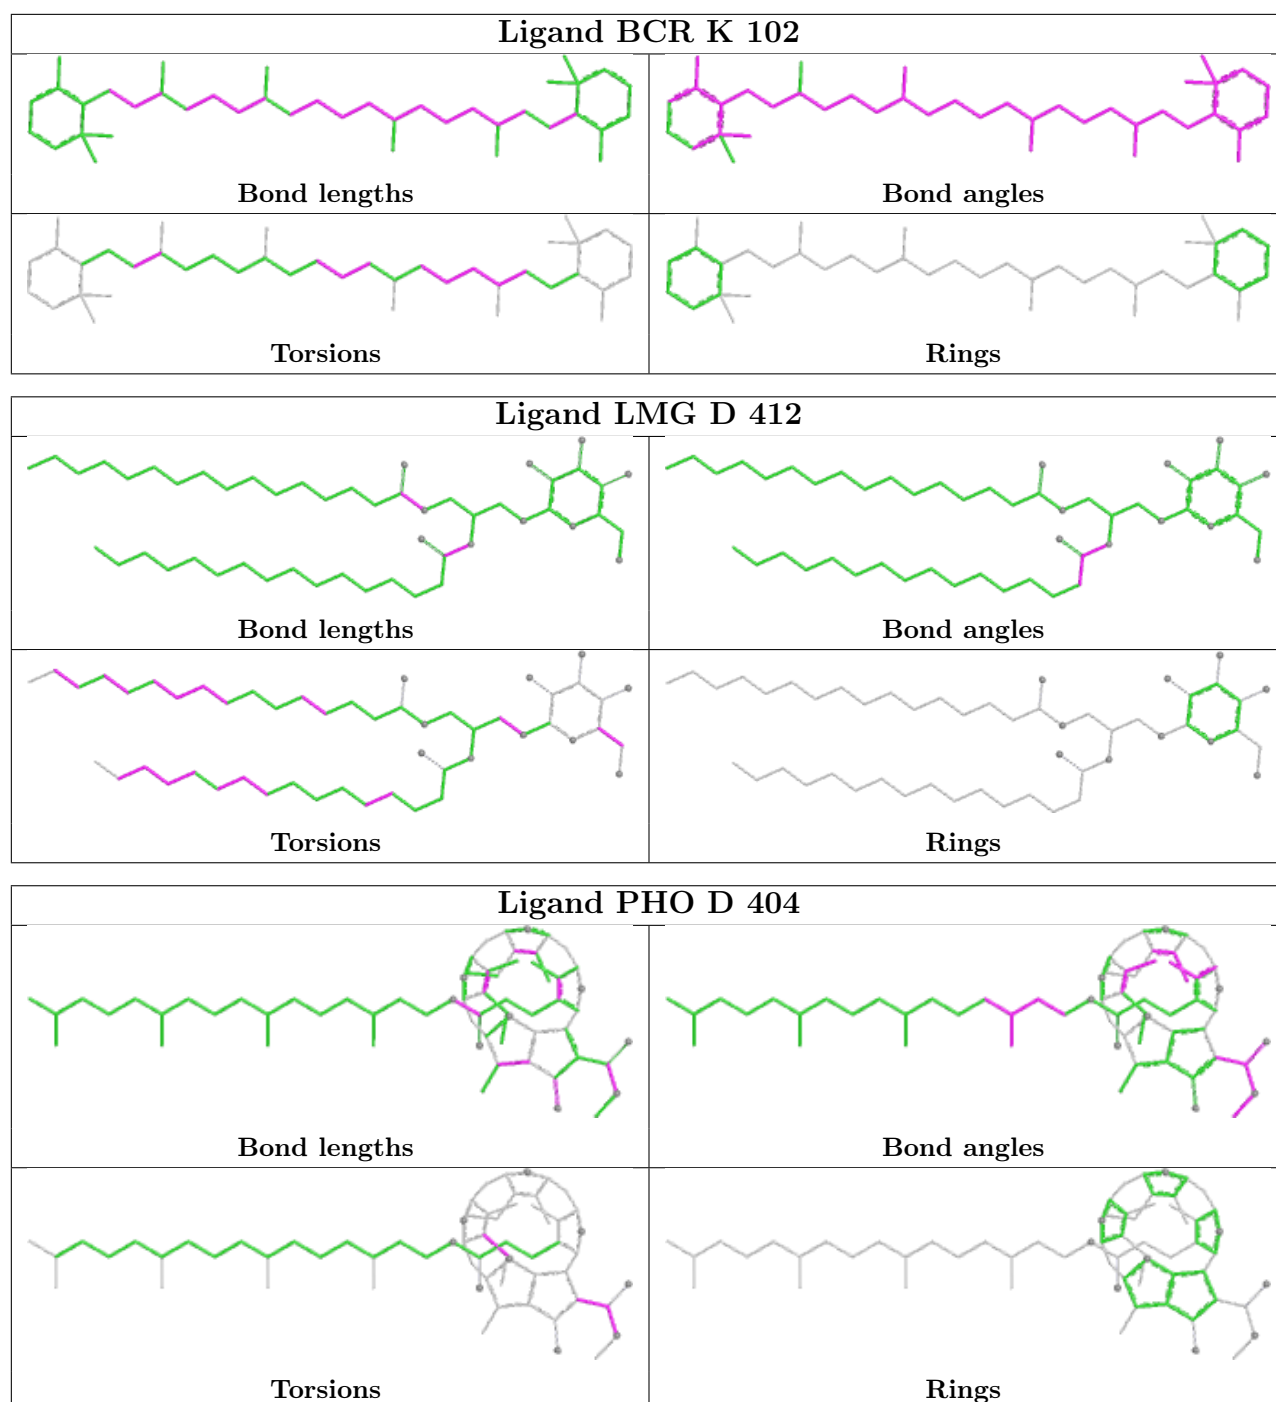 Ligand BCR K 102
Bond lengths
Bond angles
Torsions
Rings
Ligand LMG D 412
Bond lengths
Bond angles
Torsions
Rings
Ligand PHO D 404
Bond lengths
Bond angles
Torsions
Rings